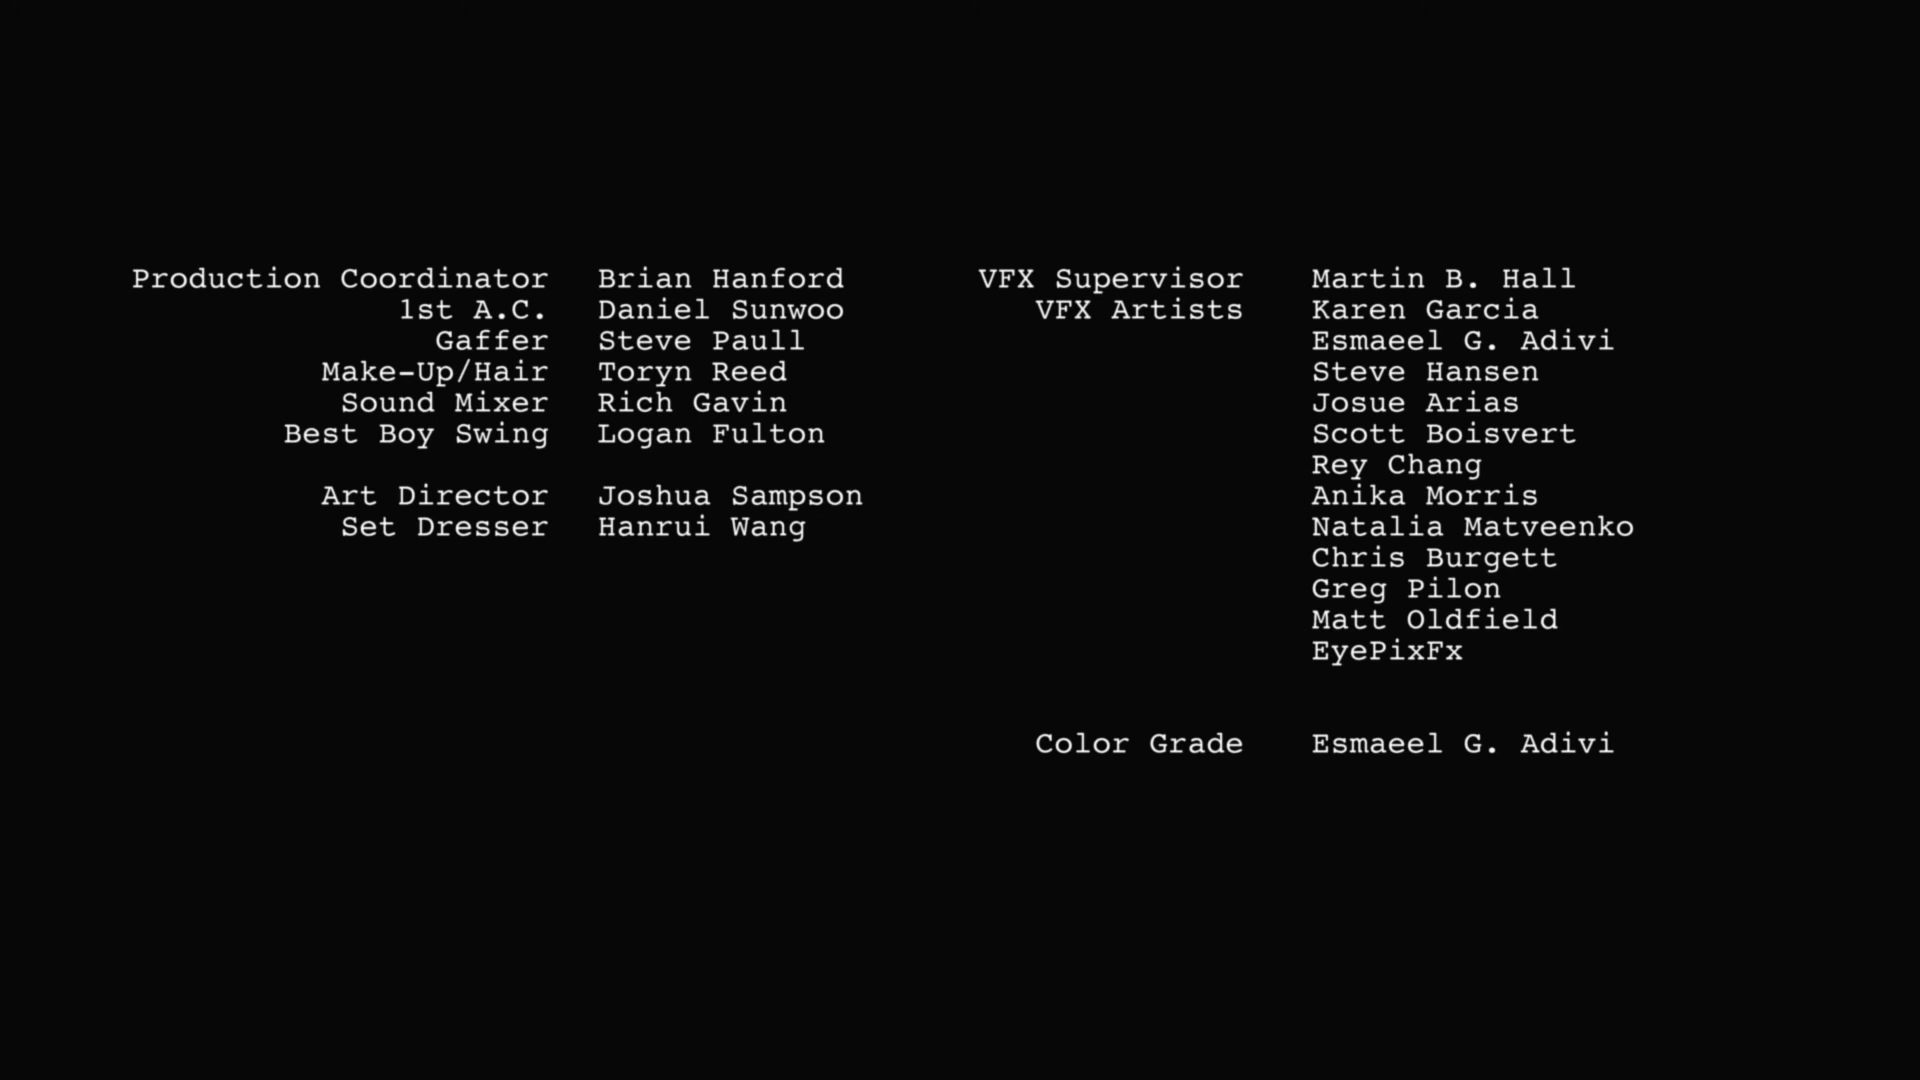 Production Coordinator Brian Hanford
1st A.C. Daniel Sunwoo
Gaffer Steve Paull
Make-Up/Hair Toryn Reed
Sound Mixer Rich Gavin
Best Boy Swing Logan Fulton
Art Director Joshua Sampson
Set Dresser Hanrui Wang
VFX Supervisor Martin B. Hall
VFX Artists Karen Garcia
Esmaeel G. Adivi
Steve Hansen
Josue Arias
Scott Boisvert
Rey Chang
Anika Morris
Natalia Matveenko
Chris Burgett
Greg Pilon
Matt Oldfield
EyePixFx
Color Grade Esmaeel G. Adivi